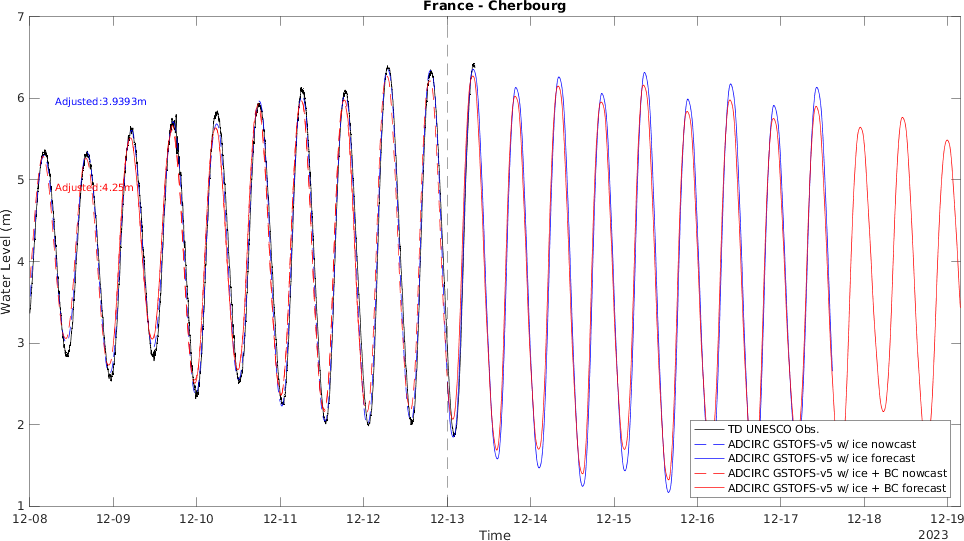 France - Cherbourg
7
6
5
4
3
2
1
Water Level (m)
Adjusted:3.9393m
Adjusted:4.25m
TD UNESCO Obs.
ADCIRC GSTOFS-v5 w/ ice nowcast
ADCIRC GSTOFS-v5 w/ ice forecast
ADCIRC GSTOFS-v5 w/ ice + BC nowcast
ADCIRC GSTOFS-v5 w/ ice + BC forecast
12-08 12-09 12-10 12-11 12-12 12-13 12-14 12-15 12-16 12-17 12-18 12-19
Time
2023